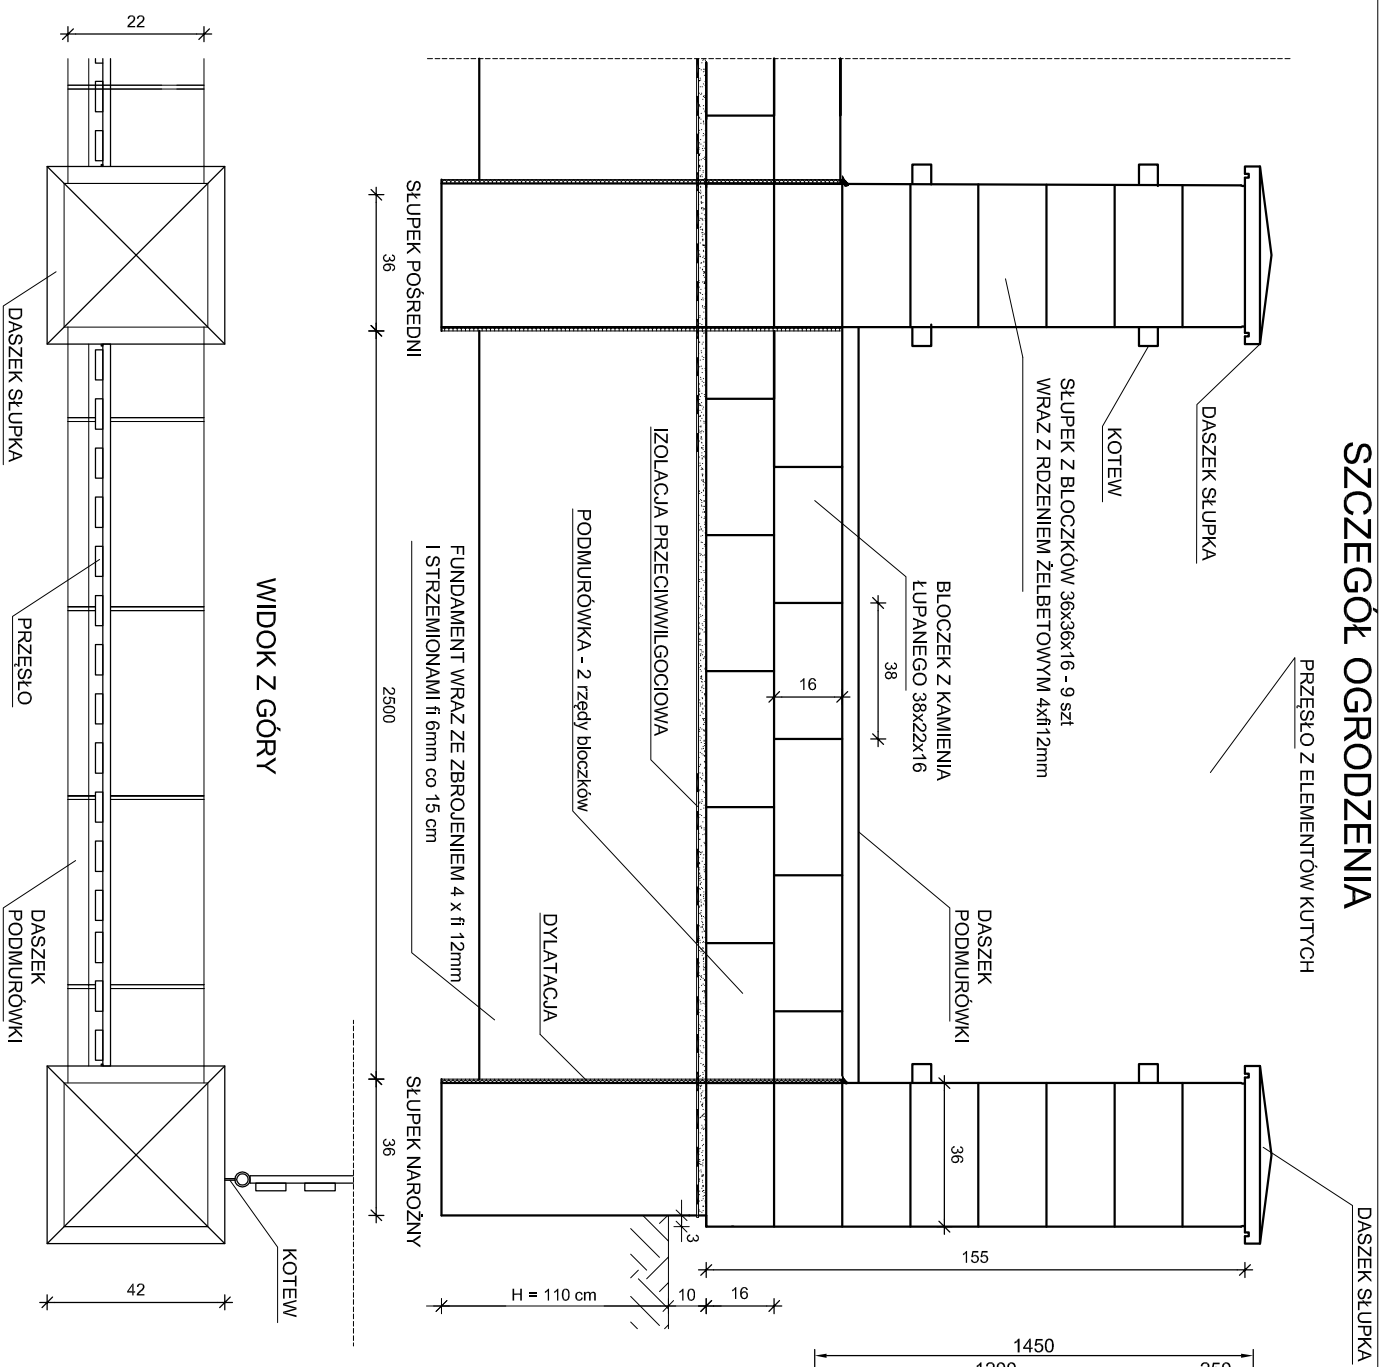 SZCZEGÓŁ OGRODZENIA
PRZĘSŁO Z ELEMENTÓW KUTYCH
DASZEK SŁUPKA
DASZEK SŁUPKA
KOTEW
SŁUPEK Z BLOCZKÓW 36x36x16 - 9 szt
WRAZ Z RDZENIEM ŻELBETOWYM 4xfi12mm
DASZEK
PODMURÓWKI
BLOCZEK Z KAMIENIA
ŁUPANEGO 38x22x16
36
38
16
155
IZOLACJA PRZECIWWILGOCIOWA
PODMURÓWKA - 2 rzędy bloczków
DYLATACJA
3
16
10
H = 110 cm
FUNDAMENT WRAZ ZE ZBROJENIEM 4 x fi 12mm
I STRZEMIONAMI fi 6mm co 15 cm
SŁUPEK POŚREDNI
SŁUPEK NAROŻNY
36
2500
36
WIDOK Z GÓRY
22
42
KOTEW
DASZEK SŁUPKA
PRZĘSŁO
DASZEK
PODMURÓWKI
1450